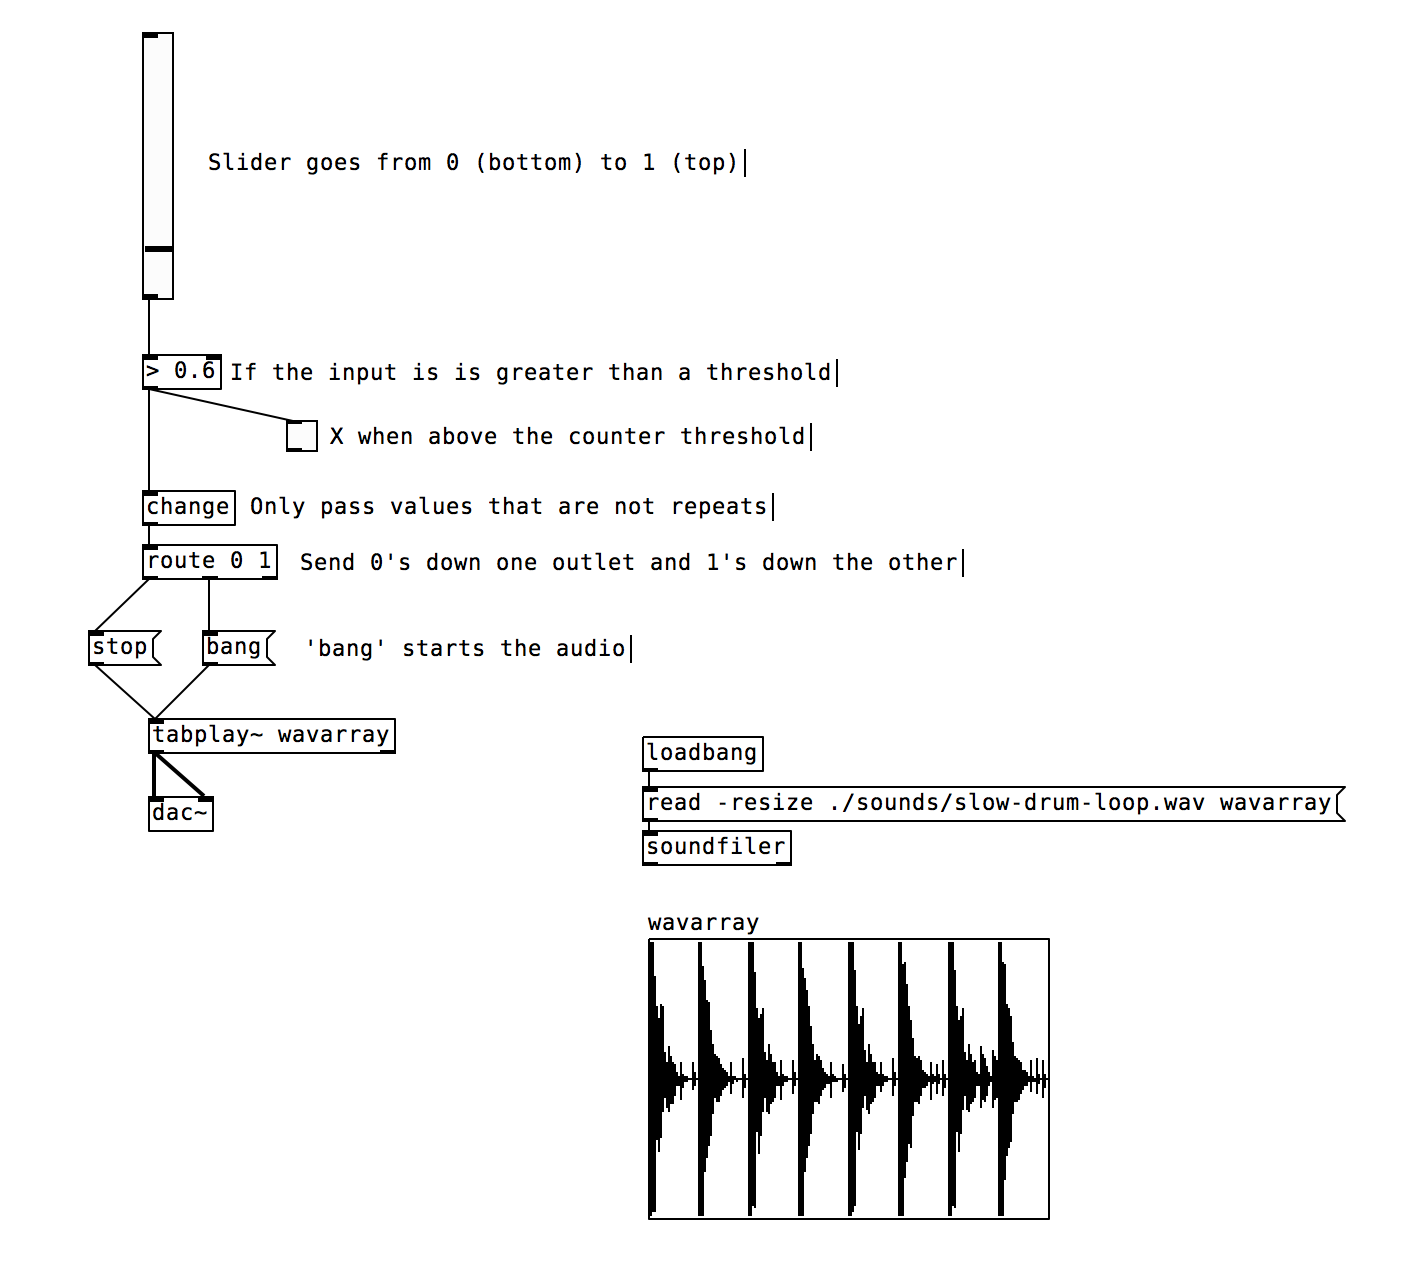 Slider goes from 0 (bottom) to 1 (top)
> 0.6 If the input is is greater than a threshold
X when above the counter threshold
change Only pass values that are not repeats
route 0 1 Send 0's down one outlet and 1's down the other
stop bang 'bang' starts the audio
tabplay~ wavarray
dac~
loadbang
read -resize ./sounds/slow-drum-loop.wav wavarray
soundfiler
wavarray